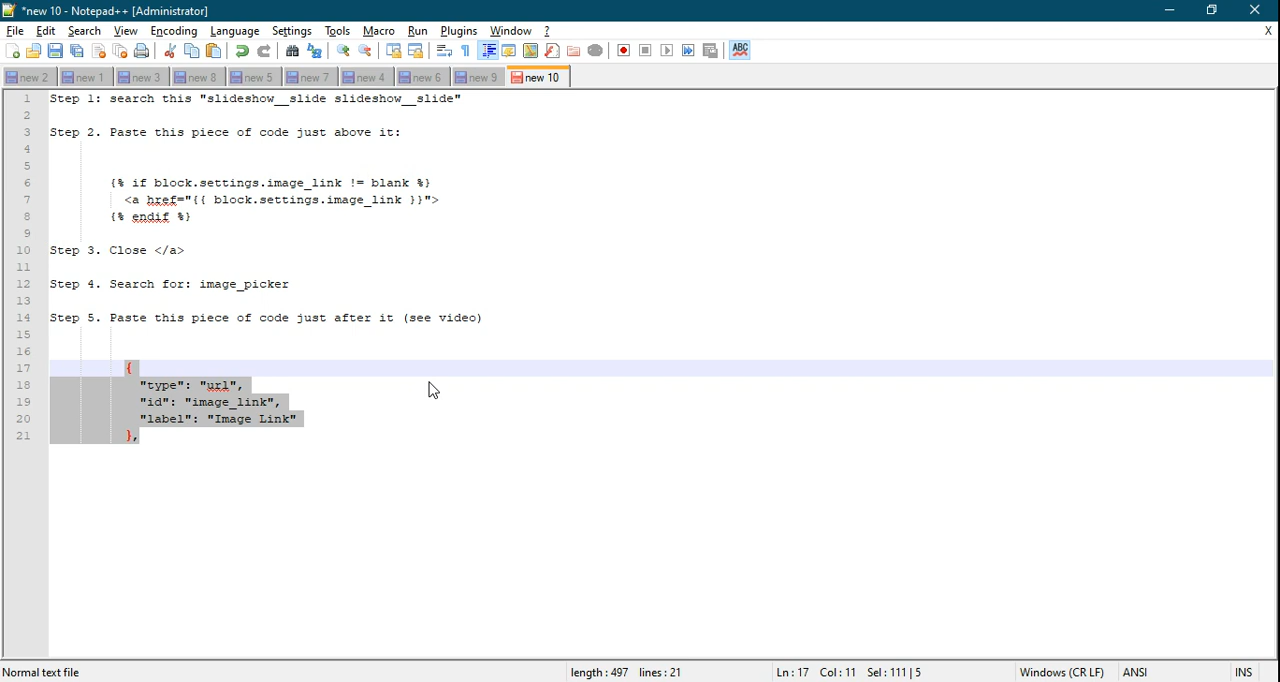 *new 10 - Notepad++ [Administrator]
File Edit Search View Encoding Language Settings Tools Macro Run Plugins Window ? X
ABC
new 2 new 1 new 3 new 8 new 5 new 7 new 4 new 6 new 9 new 10
1 Step 1: search this "slideshow__slide slideshow__slide"
2
3 Step 2. Paste this piece of code just above it:
4
5
6 {% if block.settings.image_link != blank %}
7 <a href="{{ block.settings.image_link }}">
8 {% endif %}
9
10 Step 3. Close </a>
11
12 Step 4. Search for: image_picker
13
14 Step 5. Paste this piece of code just after it (see video)
15
16
17 {
18 "type": "url",
19 "id": "image_link",
20 "label": "Image Link"
21 },
Normal text file length : 497 lines : 21 Ln : 17 Col : 11 Sel : 111 | 5 Windows (CR LF) ANSI INS